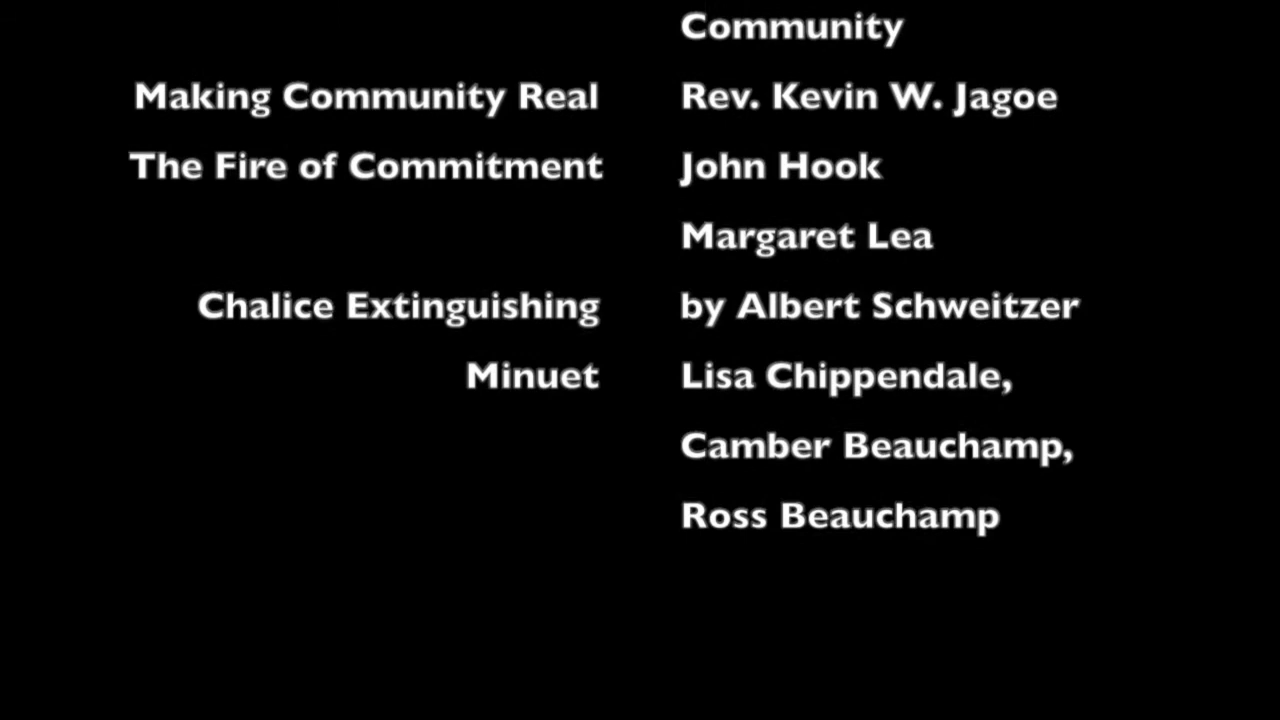 Community
Making Community Real Rev. Kevin W. Jagoe
The Fire of Commitment John Hook
Margaret Lea
Chalice Extinguishing by Albert Schweitzer
Minuet Lisa Chippendale,
Camber Beauchamp,
Ross Beauchamp